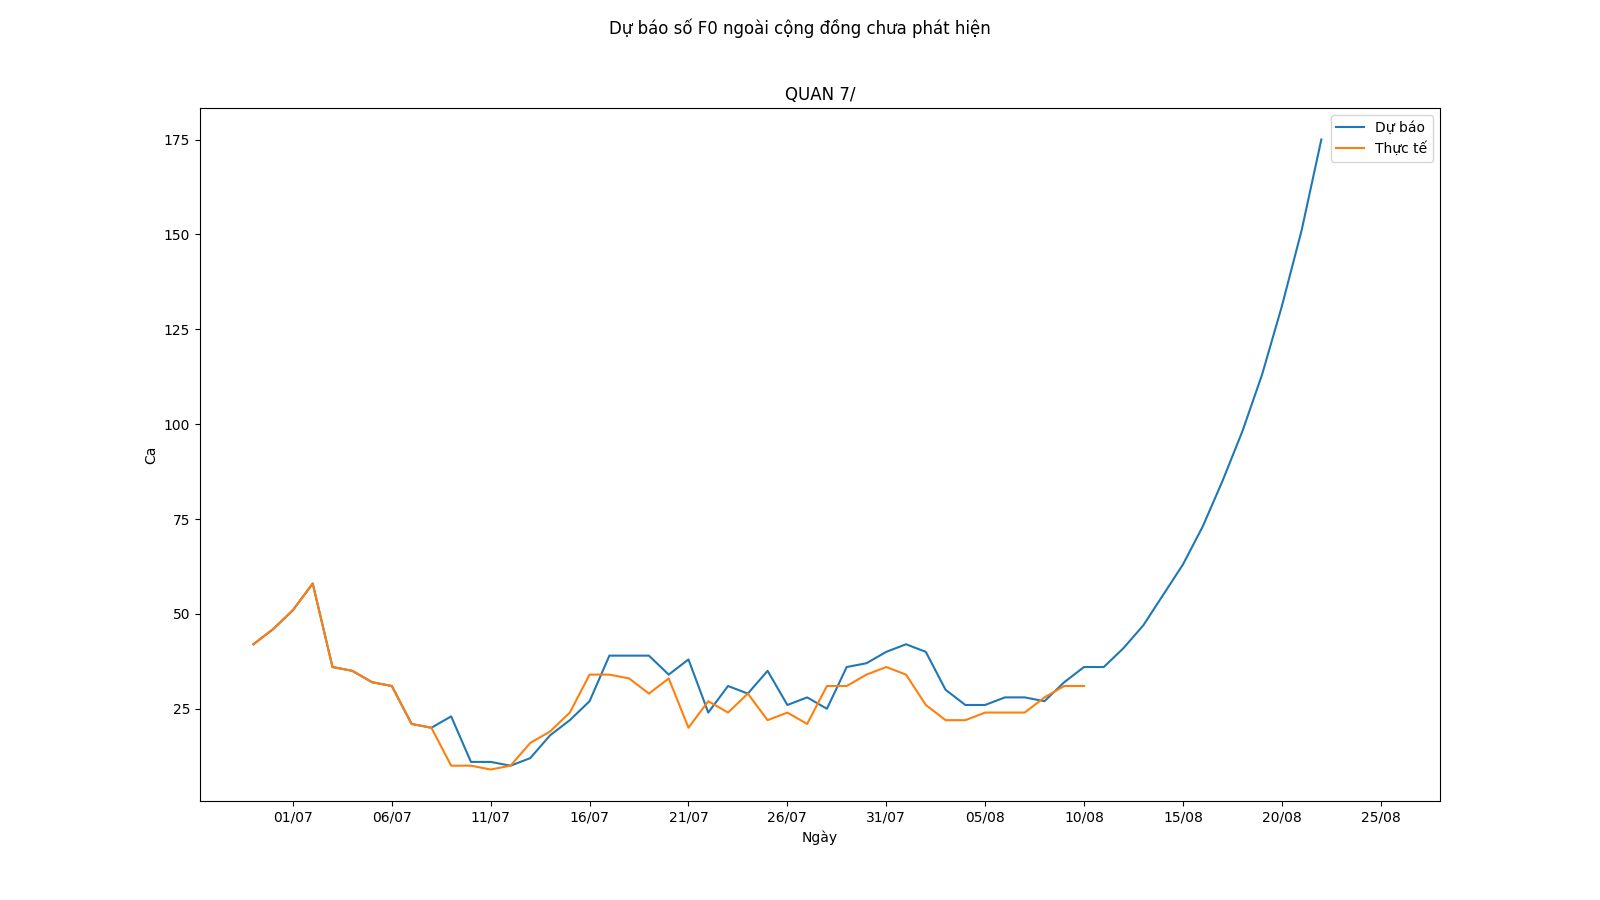 Dự báo số F0 ngoài cộng đồng chưa phát hiện
QUAN 7/
Dự báo
Thực tế
175
150
125
100
75
50
25
Ca
01/07 06/07 11/07 16/07 21/07 26/07 31/07 05/08 10/08 15/08 20/08 25/08
Ngày